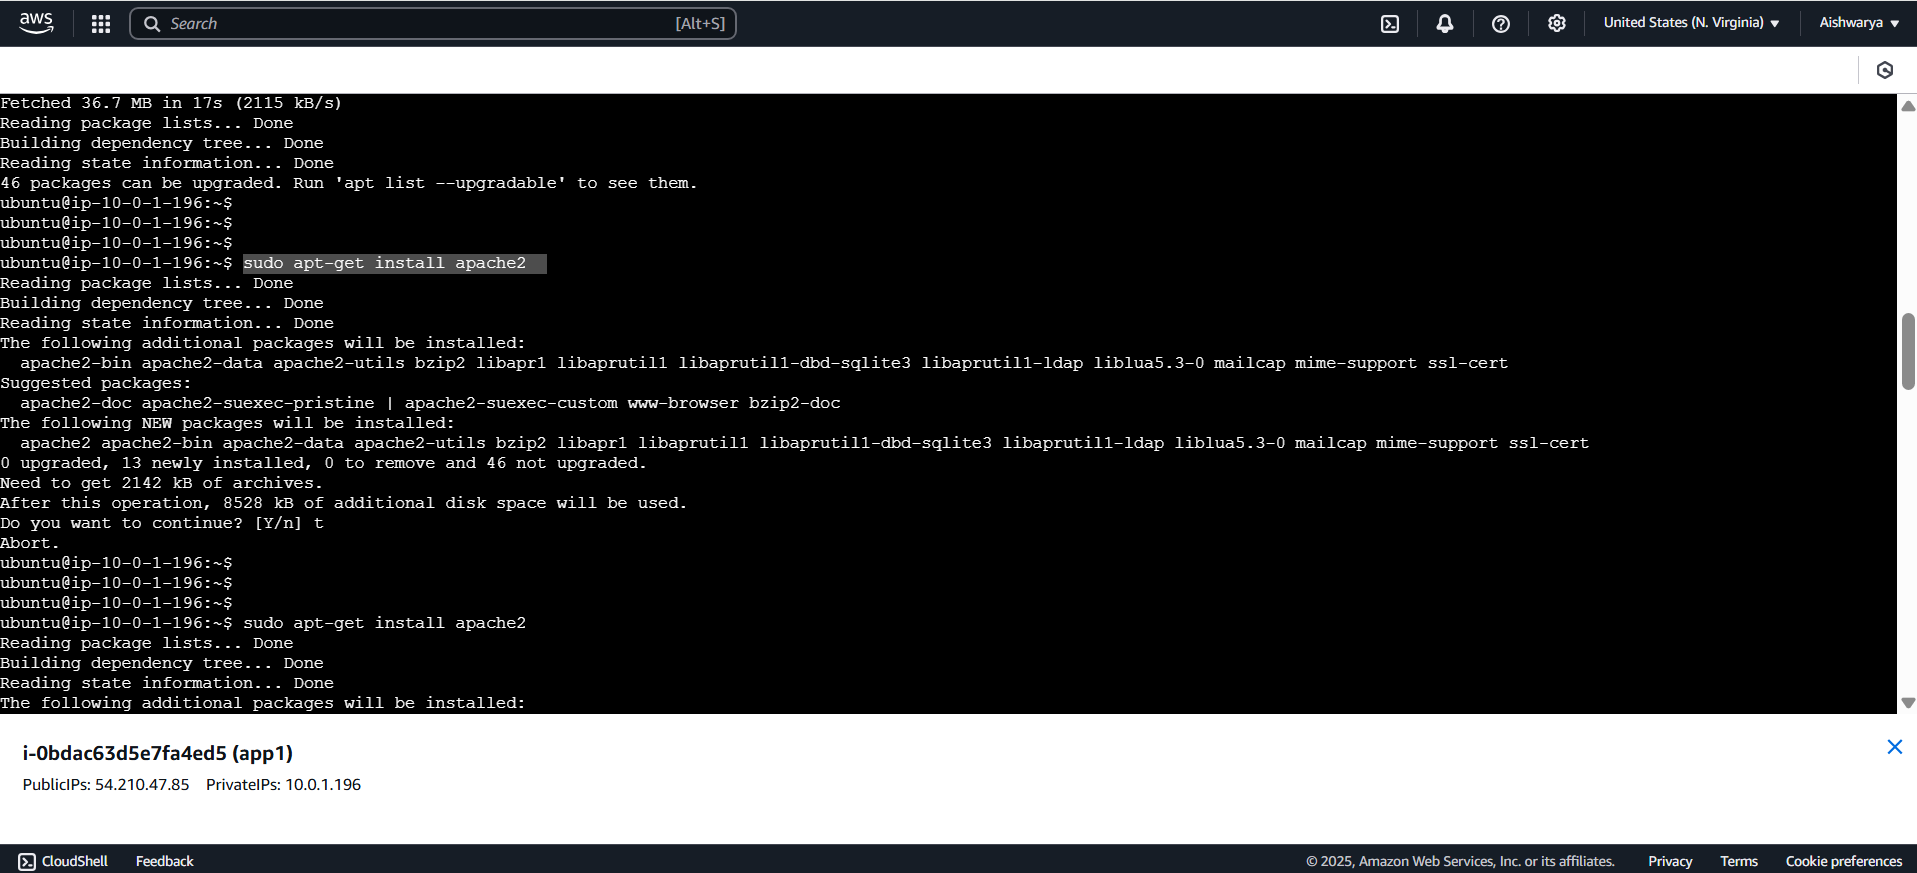 aws
Search [Alt+S]
United States (N. Virginia)
Aishwarya
Fetched 36.7 MB in 17s (2115 kB/s)
Reading package lists... Done
Building dependency tree... Done
Reading state information... Done
46 packages can be upgraded. Run 'apt list --upgradable' to see them.
ubuntu@ip-10-0-1-196:~$
ubuntu@ip-10-0-1-196:~$
ubuntu@ip-10-0-1-196:~$
ubuntu@ip-10-0-1-196:~$ sudo apt-get install apache2
Reading package lists... Done
Building dependency tree... Done
Reading state information... Done
The following additional packages will be installed:
  apache2-bin apache2-data apache2-utils bzip2 libapr1 libaprutil1 libaprutil1-dbd-sqlite3 libaprutil1-ldap liblua5.3-0 mailcap mime-support ssl-cert
Suggested packages:
  apache2-doc apache2-suexec-pristine | apache2-suexec-custom www-browser bzip2-doc
The following NEW packages will be installed:
  apache2 apache2-bin apache2-data apache2-utils bzip2 libapr1 libaprutil1 libaprutil1-dbd-sqlite3 libaprutil1-ldap liblua5.3-0 mailcap mime-support ssl-cert
0 upgraded, 13 newly installed, 0 to remove and 46 not upgraded.
Need to get 2142 kB of archives.
After this operation, 8528 kB of additional disk space will be used.
Do you want to continue? [Y/n] t
Abort.
ubuntu@ip-10-0-1-196:~$
ubuntu@ip-10-0-1-196:~$
ubuntu@ip-10-0-1-196:~$
ubuntu@ip-10-0-1-196:~$ sudo apt-get install apache2
Reading package lists... Done
Building dependency tree... Done
Reading state information... Done
The following additional packages will be installed:
i-0bdac63d5e7fa4ed5 (app1)
PublicIPs: 54.210.47.85 PrivateIPs: 10.0.1.196
CloudShell Feedback © 2025, Amazon Web Services, Inc. or its affiliates. Privacy Terms Cookie preferences